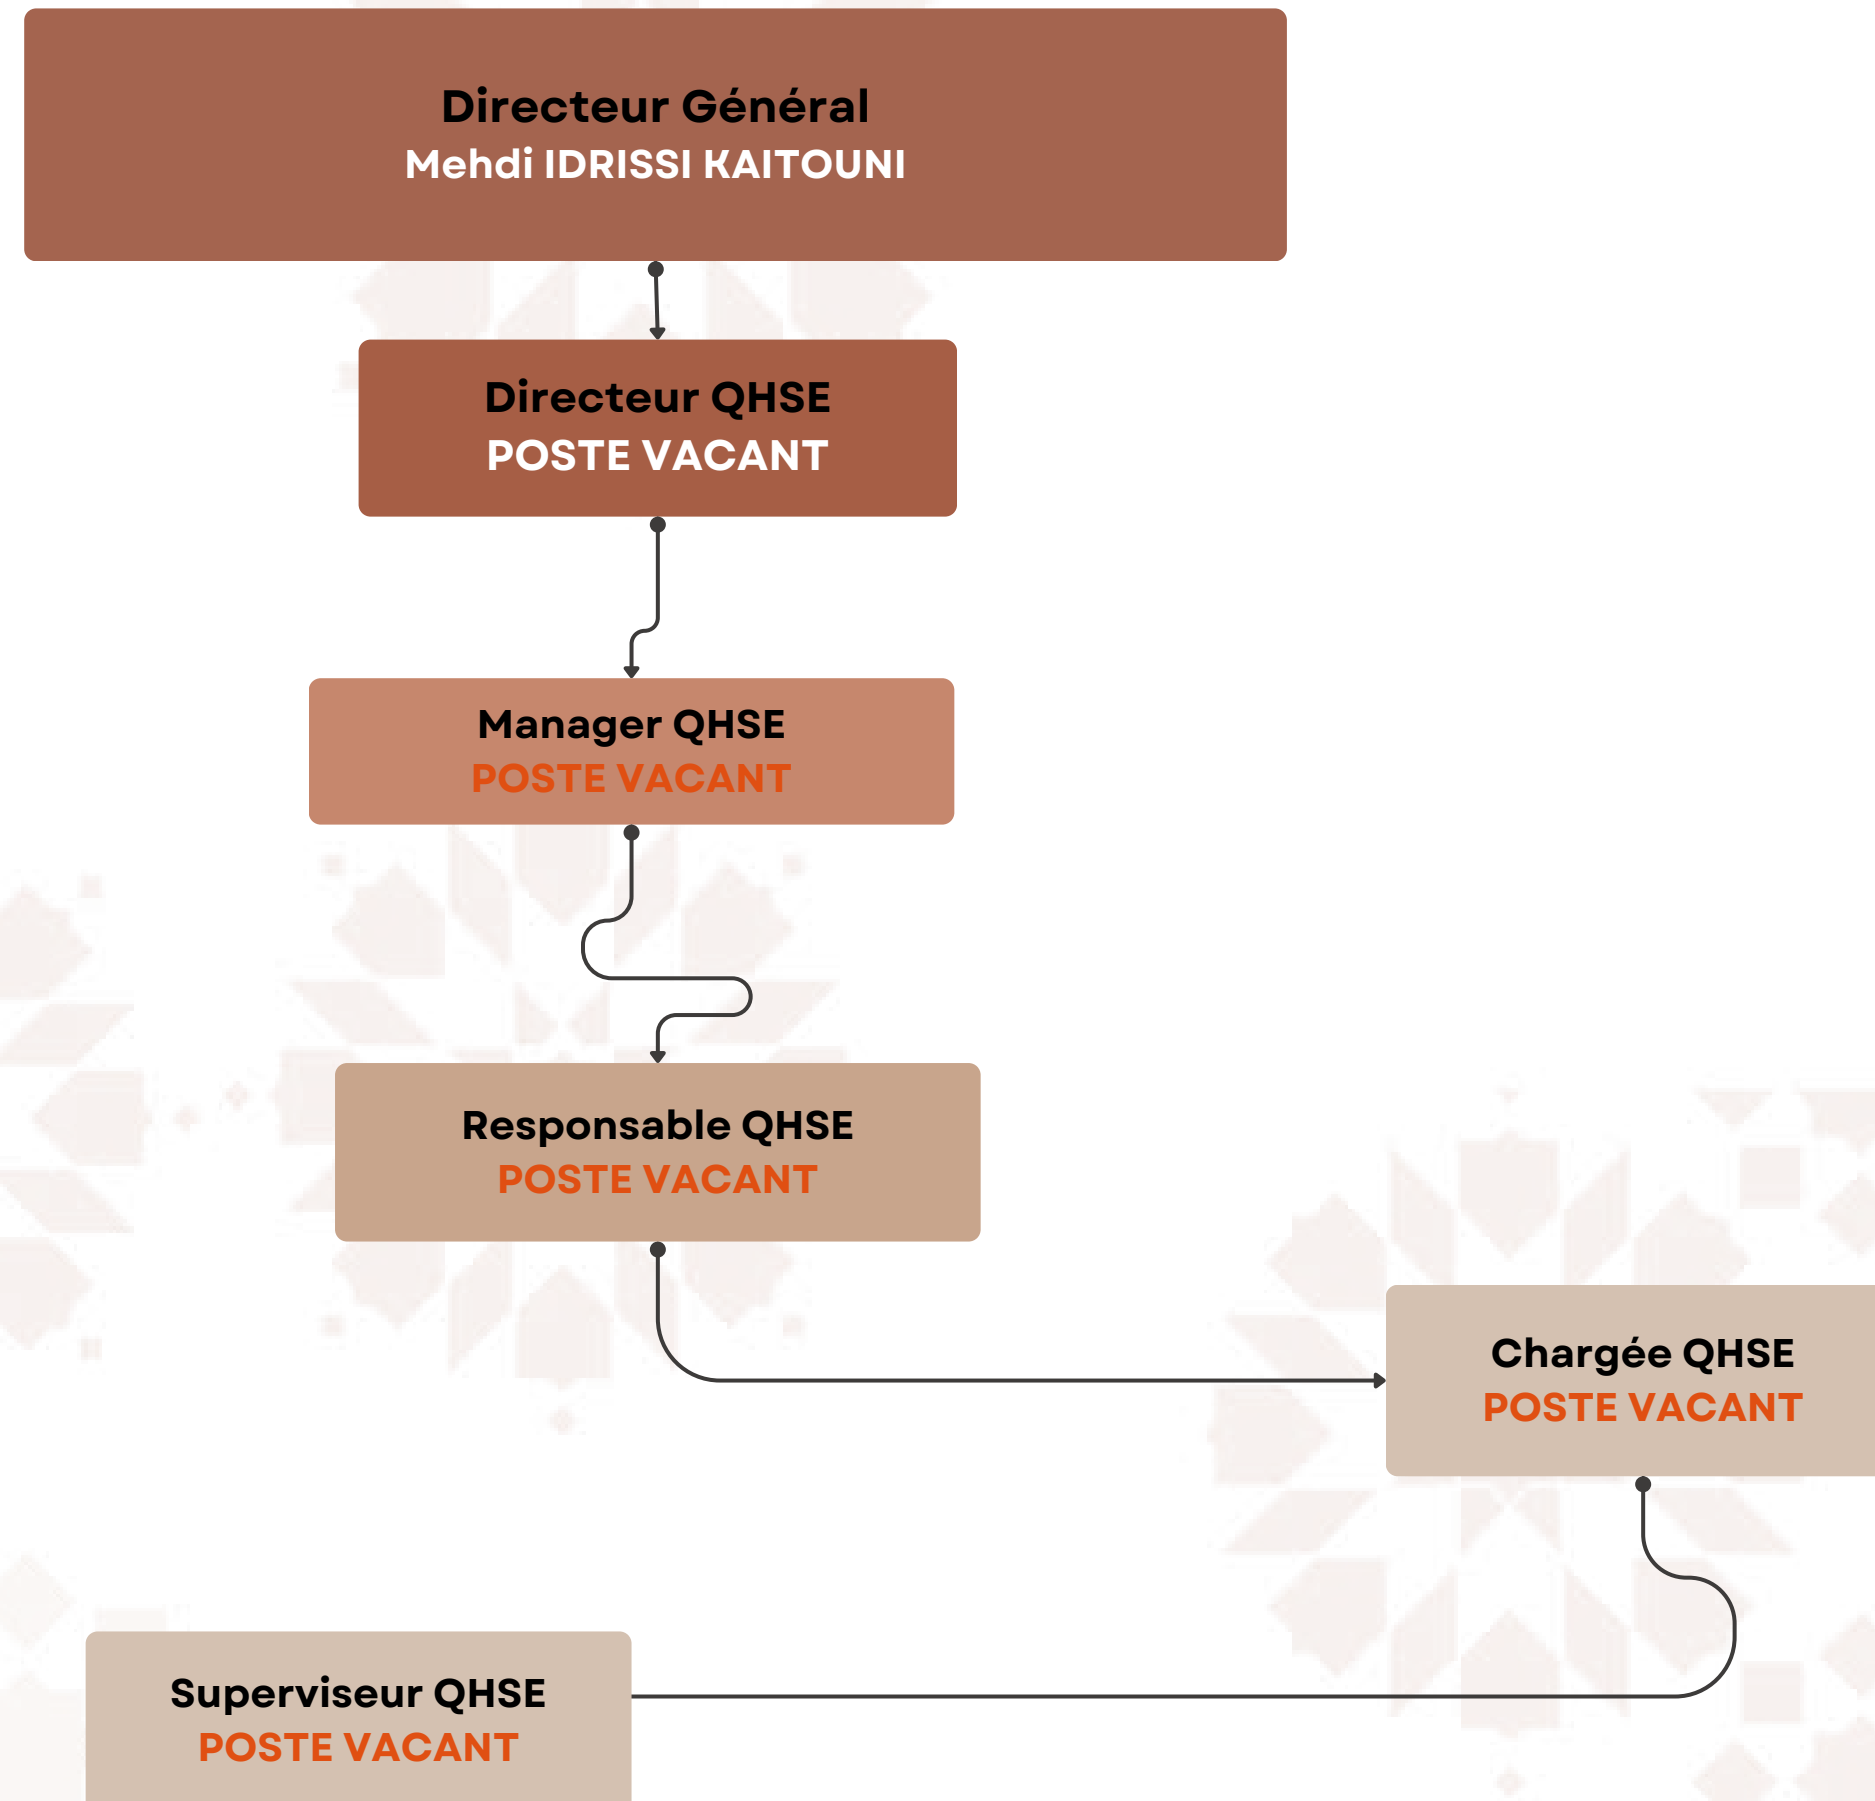 Directeur Général
Mehdi IDRISSI KAITOUNI
Directeur QHSE
POSTE VACANT
Manager QHSE
POSTE VACANT
Responsable QHSE
POSTE VACANT
Chargée QHSE
POSTE VACANT
Superviseur QHSE
POSTE VACANT